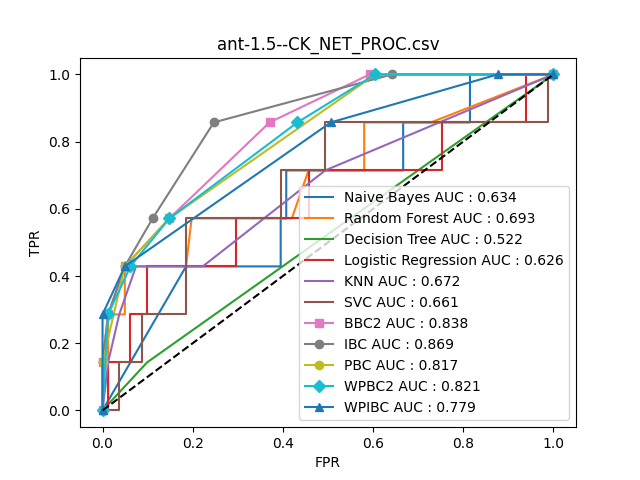 ant-1.5--CK_NET_PROC.csv
TPR
1.0
0.8
0.6
0.4
0.2
0.0
Naive Bayes AUC : 0.634
Random Forest AUC : 0.693
Decision Tree AUC : 0.522
Logistic Regression AUC : 0.626
KNN AUC : 0.672
SVC AUC : 0.661
BBC2 AUC : 0.838
IBC AUC : 0.869
PBC AUC : 0.817
WPBC2 AUC : 0.821
WPIBC AUC : 0.779
0.0 0.2 0.4 0.6 0.8 1.0
FPR